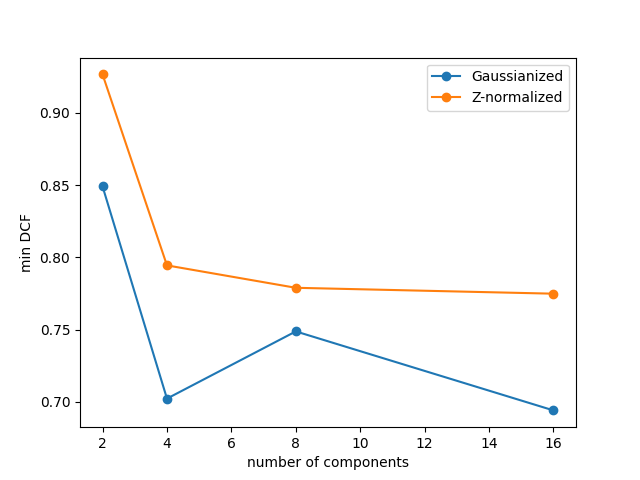 Gaussianized
Z-normalized
0.90
0.85
0.80
0.75
0.70
min DCF
2 4 6 8 10 12 14 16
number of components